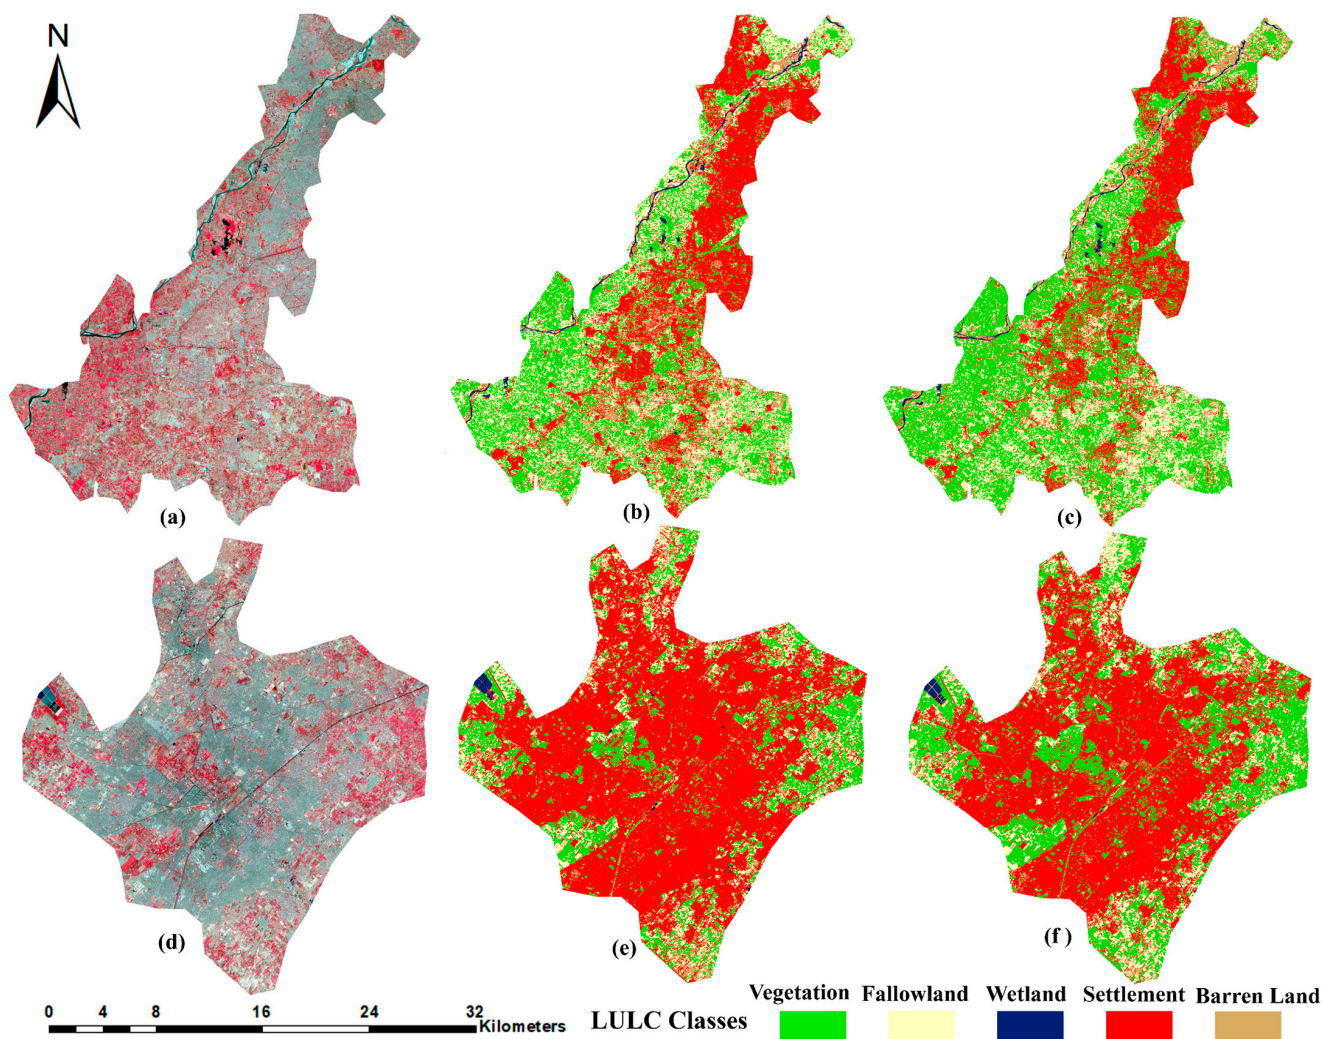 N
(a)
(b)
(c)
(d)
(e)
(f )
0 4 8 16 24 32
Kilometers
Vegetation Fallowland Wetland Settlement Barren Land
LULC Classes